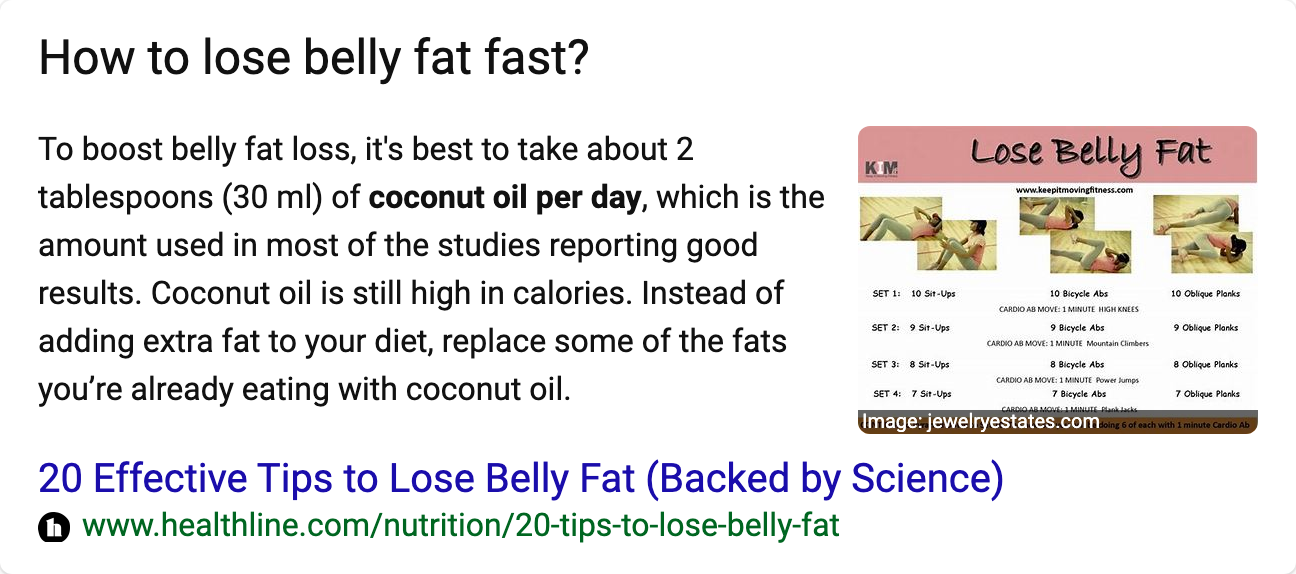 How to lose belly fat fast?
To boost belly fat loss, it's best to take about 2
tablespoons (30 ml) of coconut oil per day, which is the
amount used in most of the studies reporting good
results. Coconut oil is still high in calories. Instead of
adding extra fat to your diet, replace some of the fats
you’re already eating with coconut oil.
KIM
Lose Belly Fat
www.keepitmovingfitness.com
SET 1: 10 Sit-Ups 10 Bicycle Abs 10 Oblique Planks
CARDIO AB MOVE: 1 MINUTE HIGH KNEES
SET 2: 9 Sit-Ups 9 Bicycle Abs 9 Oblique Planks
CARDIO AB MOVE: 1 MINUTE Mountain Climbers
SET 3: 8 Sit-Ups 8 Bicycle Abs 8 Oblique Planks
CARDIO AB MOVE: 1 MINUTE Power Jumps
SET 4: 7 Sit-Ups 7 Bicycle Abs 7 Oblique Planks
CARDIO AB MOVE: 1 MINUTE Plank Jacks
doing 6 of each with 1 minute Cardio Ab
Image: jewelryestates.com
20 Effective Tips to Lose Belly Fat (Backed by Science)
h www.healthline.com/nutrition/20-tips-to-lose-belly-fat